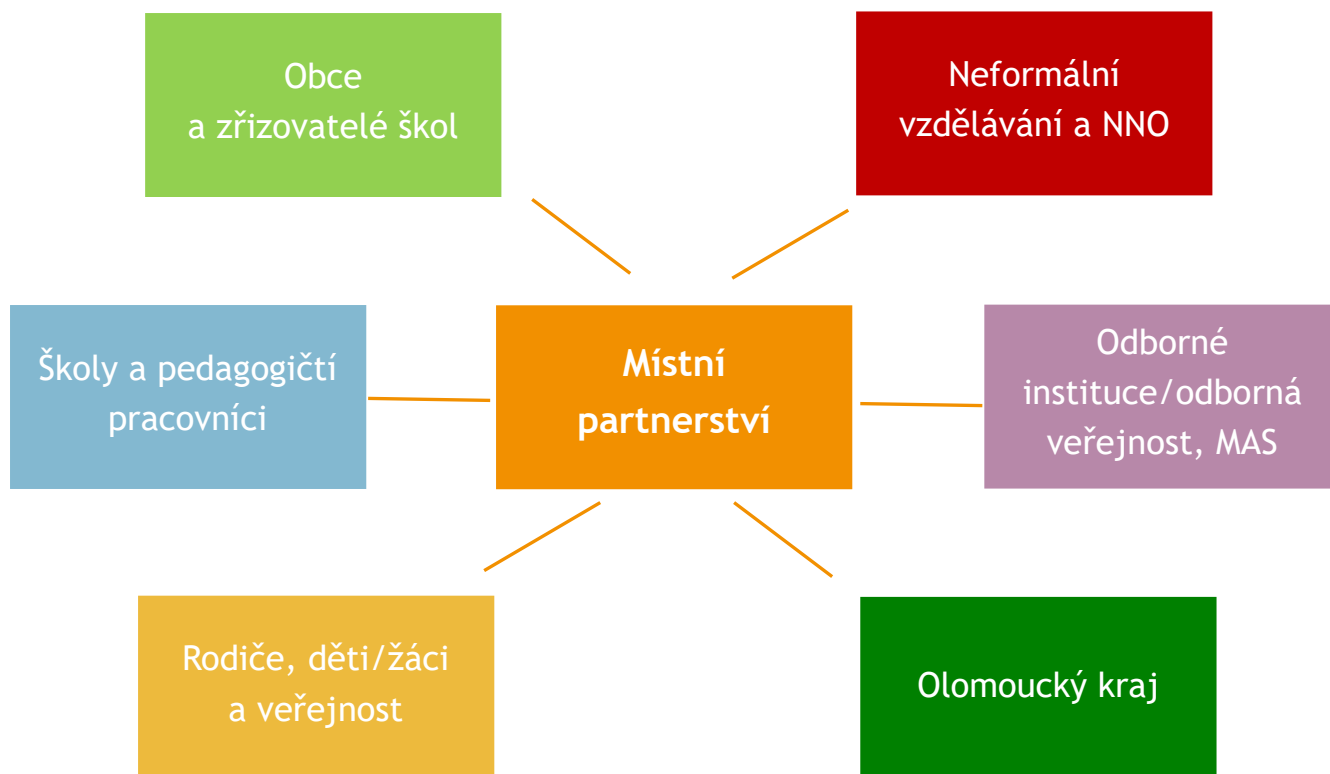 Obce
a zřizovatelé škol
Neformální
vzdělávání a NNO
Školy a pedagogičtí
pracovníci
Místní
partnerství
Odborné
instituce/odborná
veřejnost, MAS
Rodiče, děti/žáci
a veřejnost
Olomoucký kraj